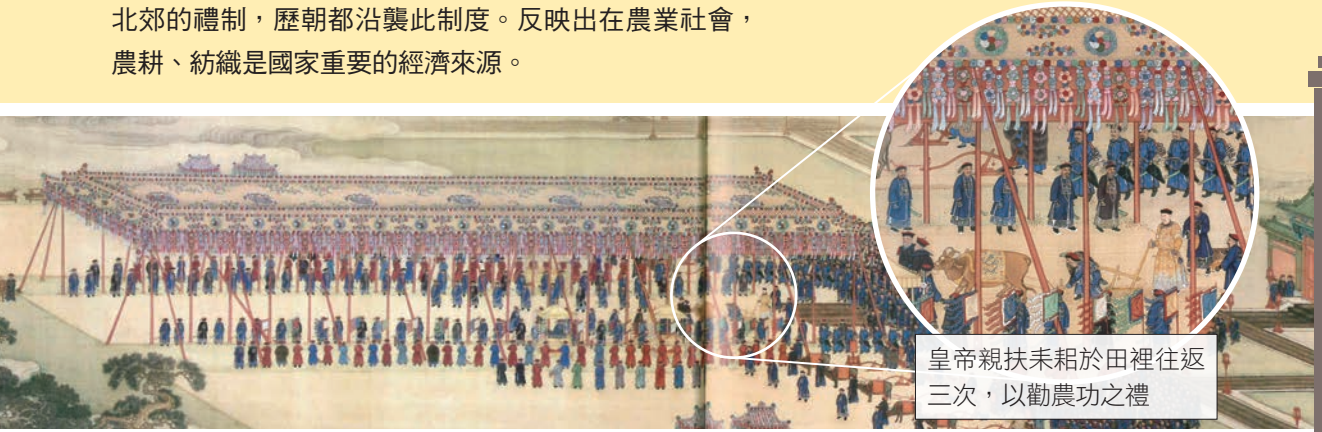 北郊的禮制，歷朝都沿襲此制度。反映出在農業社會，
農耕、紡織是國家重要的經濟來源。
皇帝親扶耒耜於田裡往返
三次，以勸農功之禮